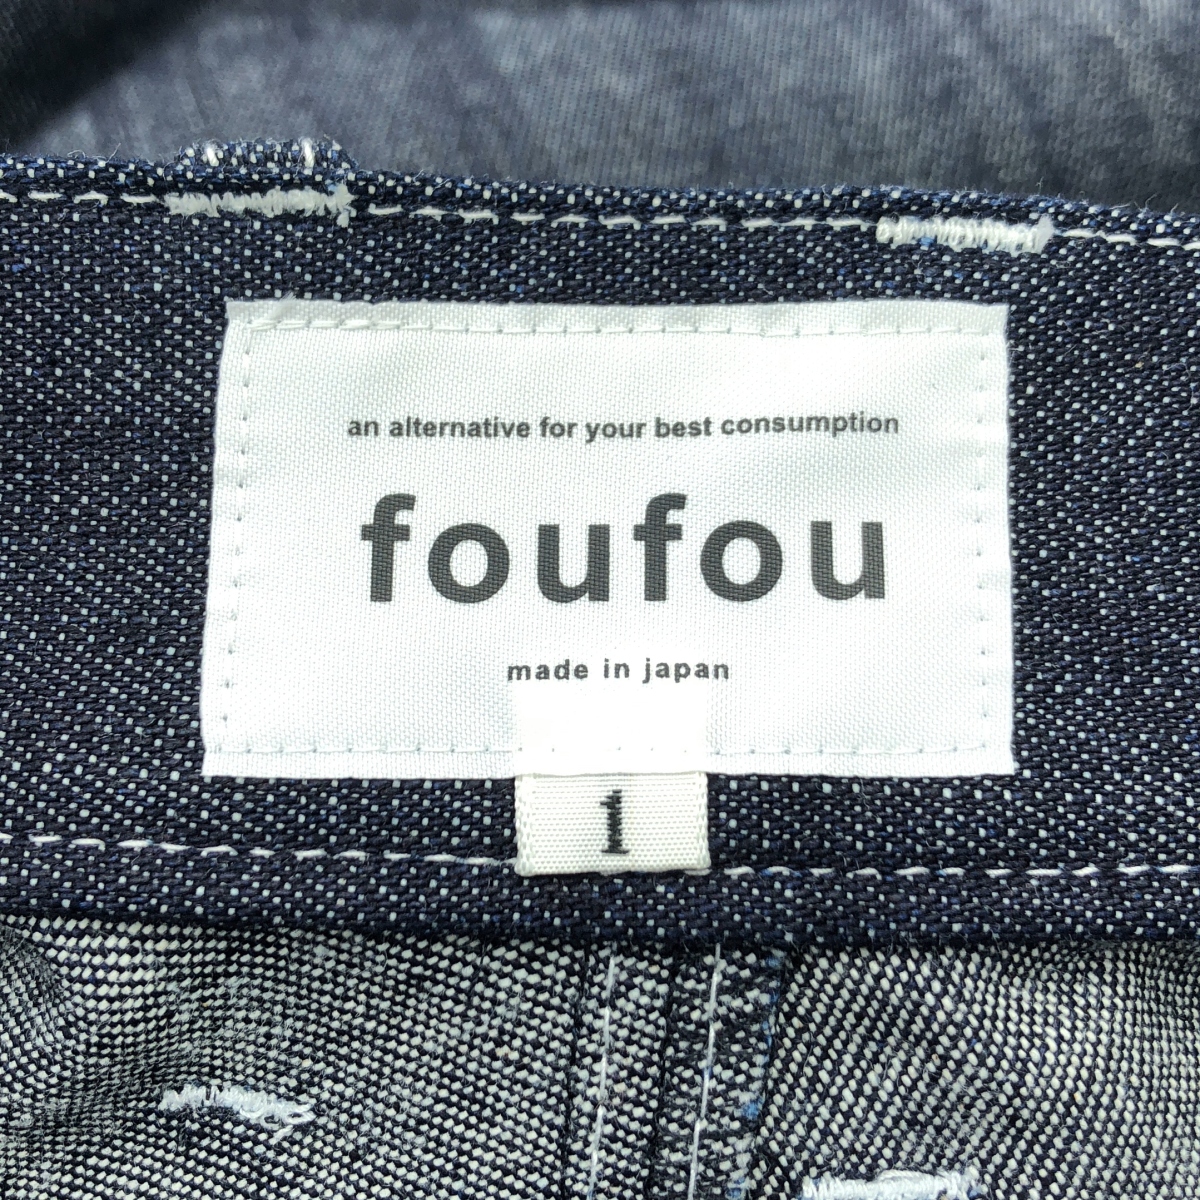 an alternative for your best consumption
foufou
made in japan
1